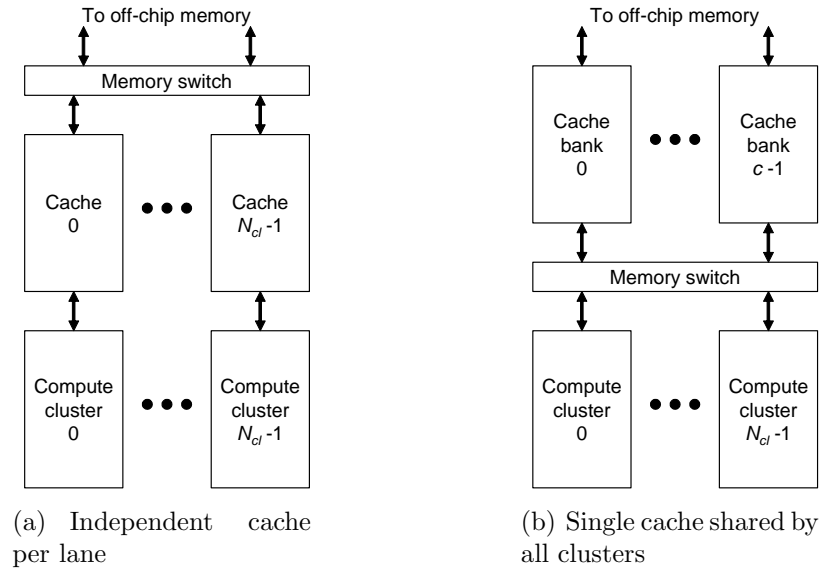 To off-chip memory
Memory switch
Cache
0
Cache
N_cl -1
Compute
cluster
0
Compute
cluster
N_cl -1
(a) Independent cache
per lane
To off-chip memory
Cache
bank
0
Cache
bank
c -1
Memory switch
Compute
cluster
0
Compute
cluster
N_cl -1
(b) Single cache shared by
all clusters